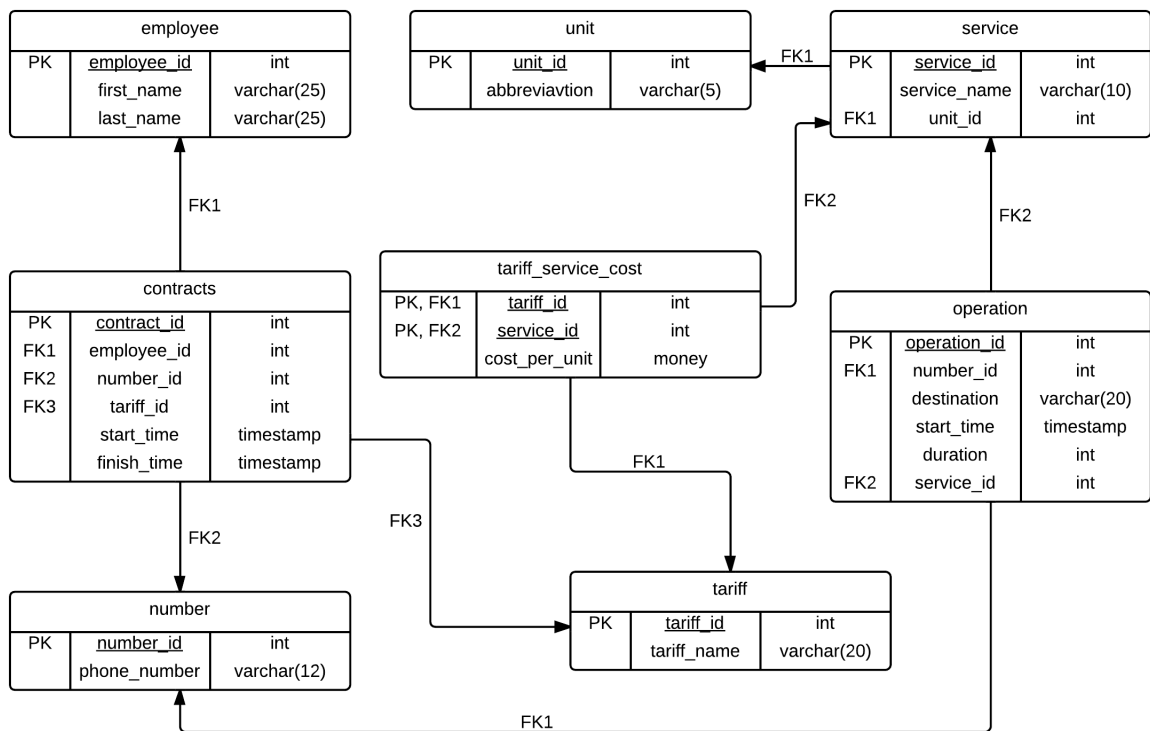 employee
PK employee_id int
first_name varchar(25)
last_name varchar(25)
unit
PK unit_id int
abbreviavtion varchar(5)
FK1
service
PK service_id int
service_name varchar(10)
FK1 unit_id int
FK1
FK2
FK2
contracts
PK contract_id int
FK1 employee_id int
FK2 number_id int
FK3 tariff_id int
start_time timestamp
finish_time timestamp
tariff_service_cost
PK, FK1 tariff_id int
PK, FK2 service_id int
cost_per_unit money
operation
PK operation_id int
FK1 number_id int
destination varchar(20)
start_time timestamp
duration int
FK2 service_id int
FK1
FK3
FK2
number
PK number_id int
phone_number varchar(12)
tariff
PK tariff_id int
tariff_name varchar(20)
FK1